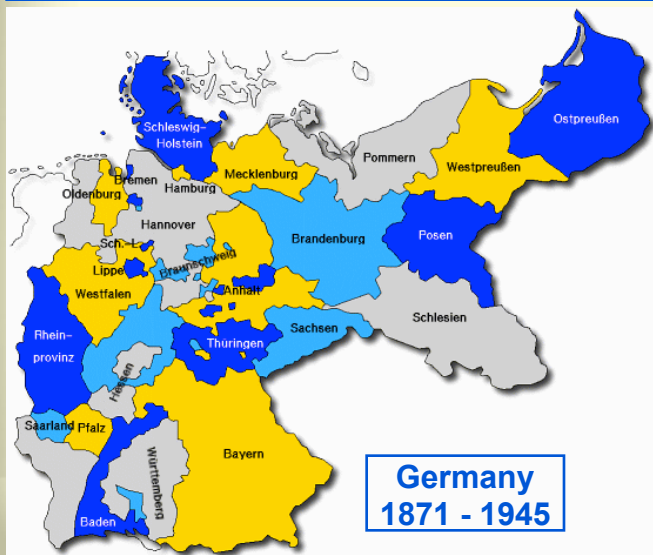 Ostpreußen
Schleswig-
Holstein
Pommern
Westpreußen
Mecklenburg
Bremen
Hamburg
Oldenburg
Hannover
Brandenburg
Posen
Sch.-L.
Braunschweig
Lippe
Westfalen
Anhalt
Schlesien
Sachsen
Rhein-
provinz
Thüringen
Hessen
Saarland
Pfalz
Bayern
Württemberg
Baden
Germany
1871 - 1945